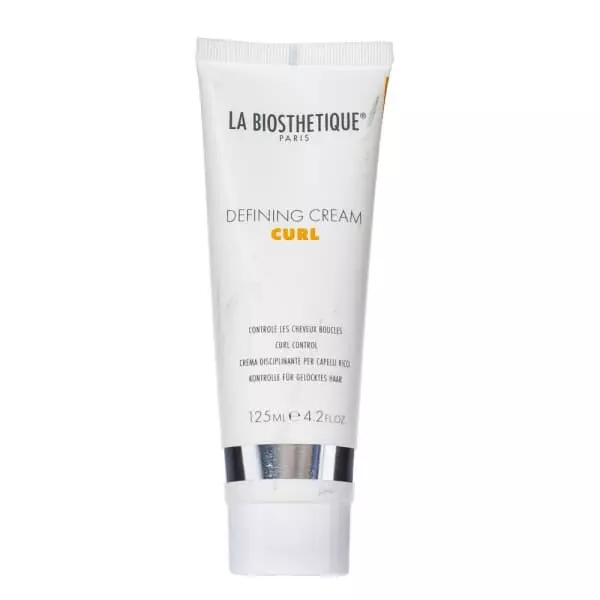 LA BIOSTHETIQUE®
PARIS
DEFINING CREAM
CURL
CONTROLE LES CHEVEUX BOUCLES
CURL CONTROL
CREMA DISCIPLINANTE PER CAPELLI RICCI
KONTROLLE FÜR GELOCKTES HAAR
125ML ℮ 4.2FL.OZ.